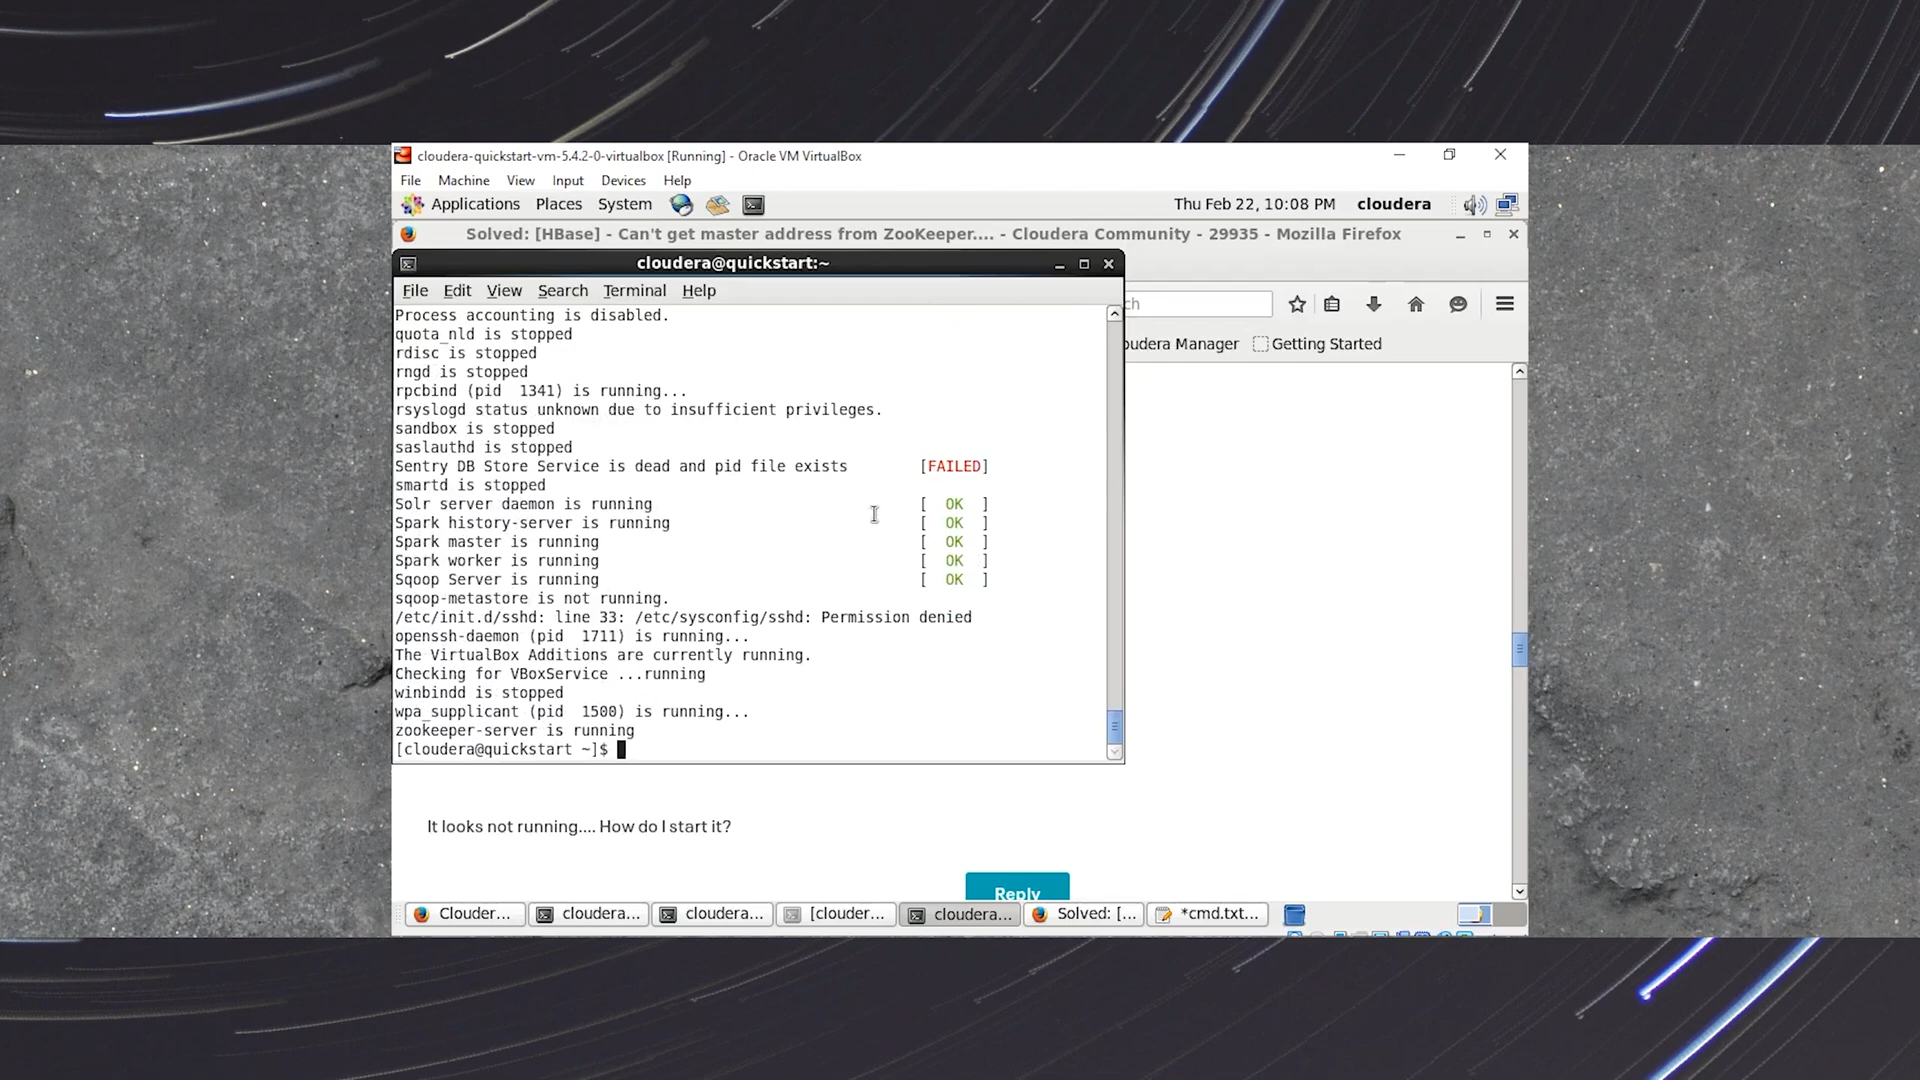 cloudera-quickstart-vm-5.4.2-0-virtualbox [Running] - Oracle VM VirtualBox
File Machine View Input Devices Help
Applications Places System Thu Feb 22, 10:08 PM cloudera
Solved: [HBase] - Can't get master address from ZooKeeper.... - Cloudera Community - 29935 - Mozilla Firefox
cloudera@quickstart:~
File Edit View Search Terminal Help
ch
oudera Manager Getting Started
Process accounting is disabled.
quota_nld is stopped
rdisc is stopped
rngd is stopped
rpcbind (pid  1341) is running...
rsyslogd status unknown due to insufficient privileges.
sandbox is stopped
saslauthd is stopped
Sentry DB Store Service is dead and pid file exists [FAILED]
smartd is stopped
Solr server daemon is running [  OK  ]
Spark history-server is running [  OK  ]
Spark master is running [  OK  ]
Spark worker is running [  OK  ]
Sqoop Server is running [  OK  ]
sqoop-metastore is not running.
/etc/init.d/sshd: line 33: /etc/sysconfig/sshd: Permission denied
openssh-daemon (pid  1711) is running...
The VirtualBox Additions are currently running.
Checking for VBoxService ...running
winbindd is stopped
wpa_supplicant (pid  1500) is running...
zookeeper-server is running
[cloudera@quickstart ~]$
It looks not running.... How do I start it?
Reply
Clouder... cloudera... cloudera... [clouder... cloudera... Solved: [... *cmd.txt...